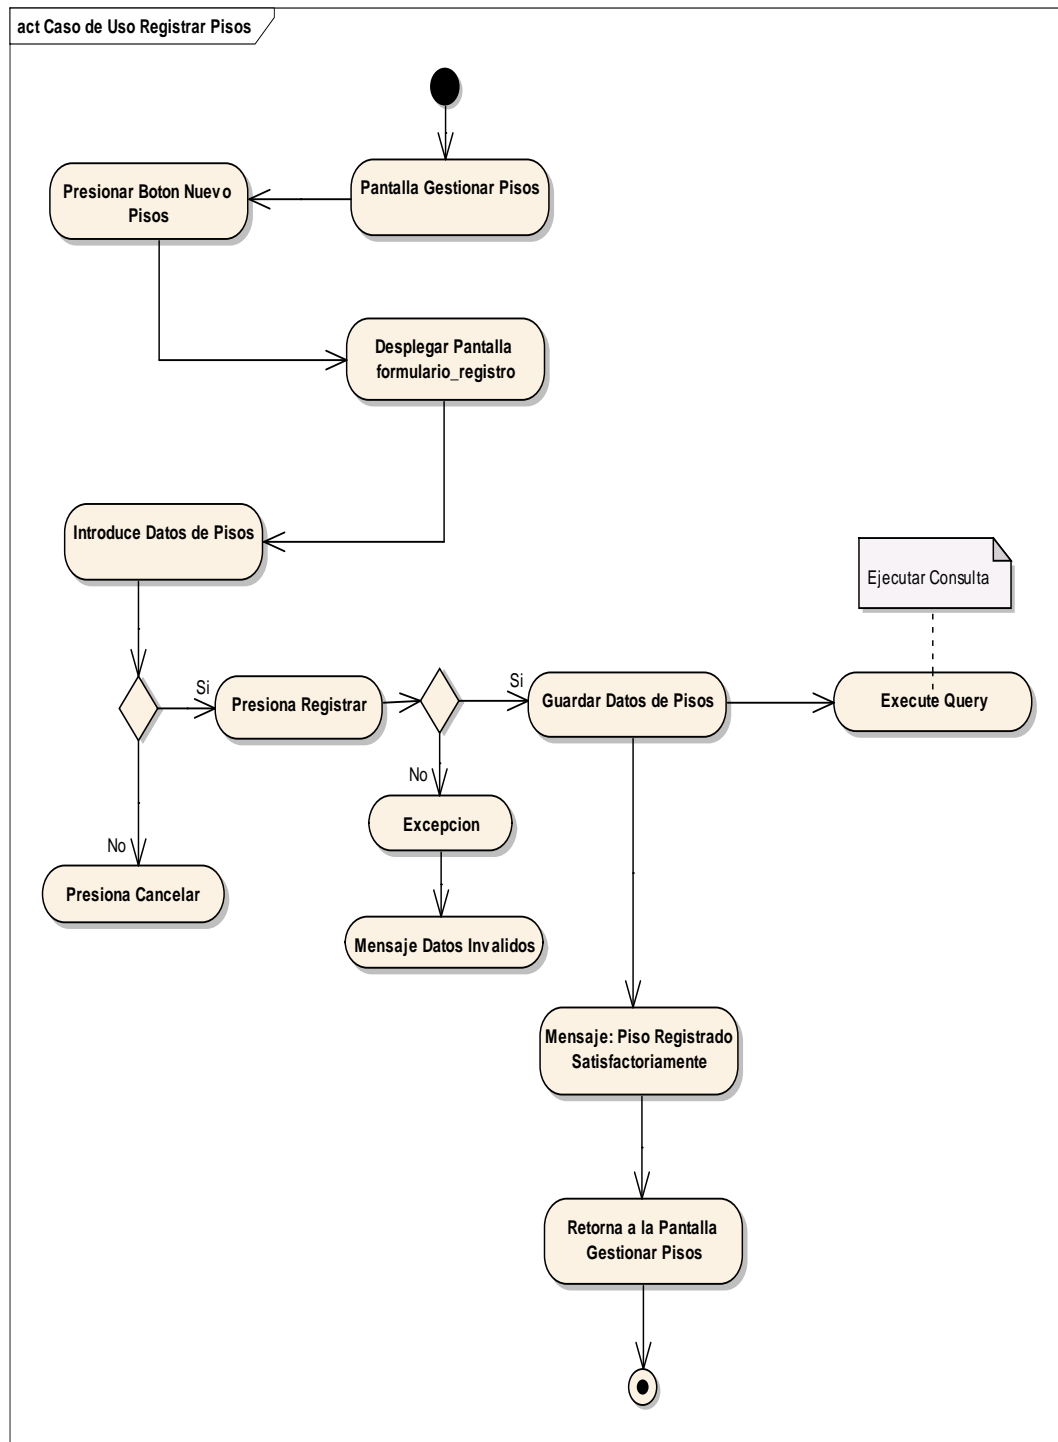 act Caso de Uso Registrar Pisos
Pantalla Gestionar Pisos
Presionar Boton Nuevo
Pisos
Desplegar Pantalla
formulario_registro
Introduce Datos de Pisos
Ejecutar Consulta
Si
Presiona Registrar
Si
Guardar Datos de Pisos
Execute Query
No
Excepcion
No
Presiona Cancelar
Mensaje Datos Invalidos
Mensaje: Piso Registrado
Satisfactoriamente
Retorna a la Pantalla
Gestionar Pisos